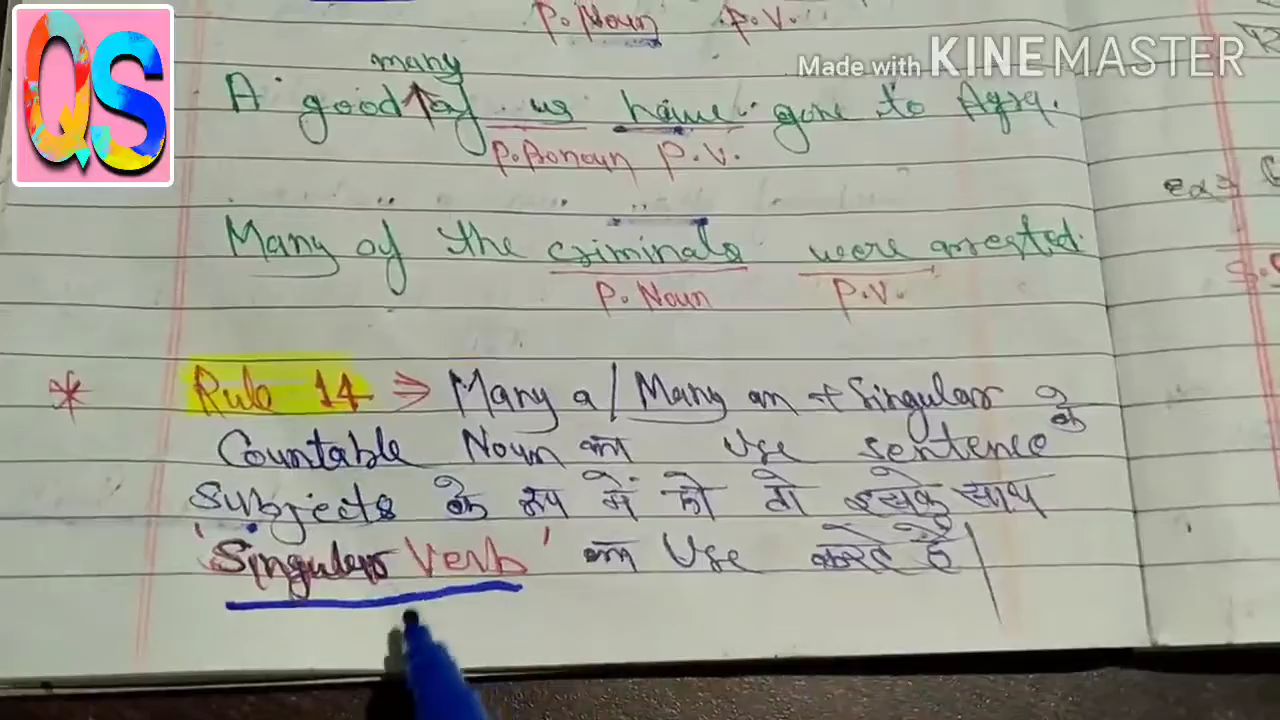 P. Noun P.V.
QS
Made with KINEMASTER
many
A good of us have gone to Agra.
P. Pronoun P.V.
ex⇒
Many of the criminals were arrested.
P. Noun P.V.
* Rule 14 ⇒ Many a / Many an + Singular
Countable Noun का Use sentence के
Subjects के रूप में हो तो इसके साथ
'Singular Verb' का Use करते हैं|